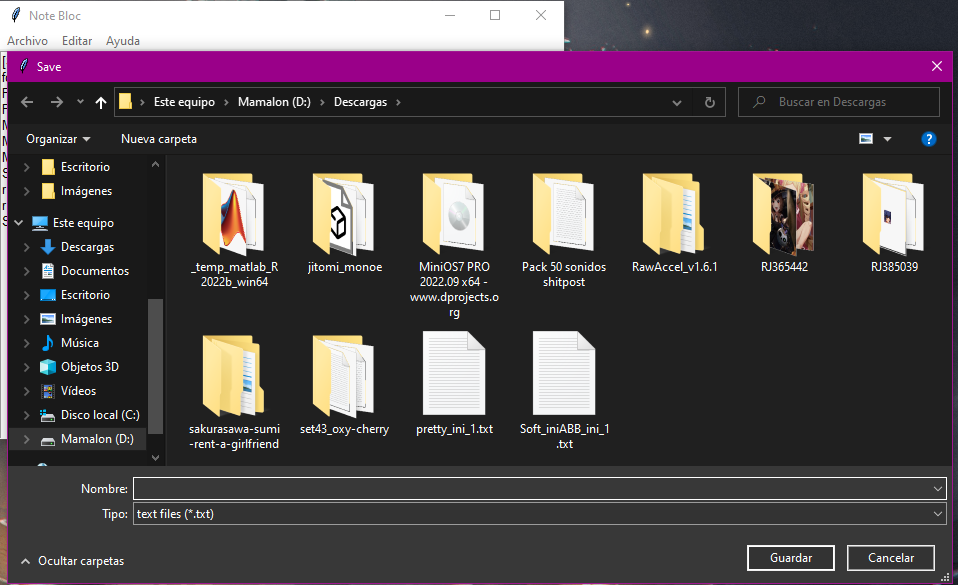 Note Bloc
Archivo Editar Ayuda
Save
Este equipo > Mamalon (D:) > Descargas >
Buscar en Descargas
Organizar
Nueva carpeta
Escritorio
Imágenes
Este equipo
Descargas
Documentos
Escritorio
Imágenes
Música
Objetos 3D
Vídeos
Disco local (C:)
Mamalon (D:)
_temp_matlab_R
2022b_win64
jitomi_monoe
MiniOS7 PRO
2022.09 x64 -
www.dprojects.o
rg
Pack 50 sonidos
shitpost
RawAccel_v1.6.1
RJ365442
RJ385039
sakurasawa-sumi
-rent-a-girlfriend
set43_oxy-cherry
pretty_ini_1.txt
Soft_iniABB_ini_1
.txt
Nombre:
Tipo: text files (*.txt)
Ocultar carpetas
Guardar
Cancelar